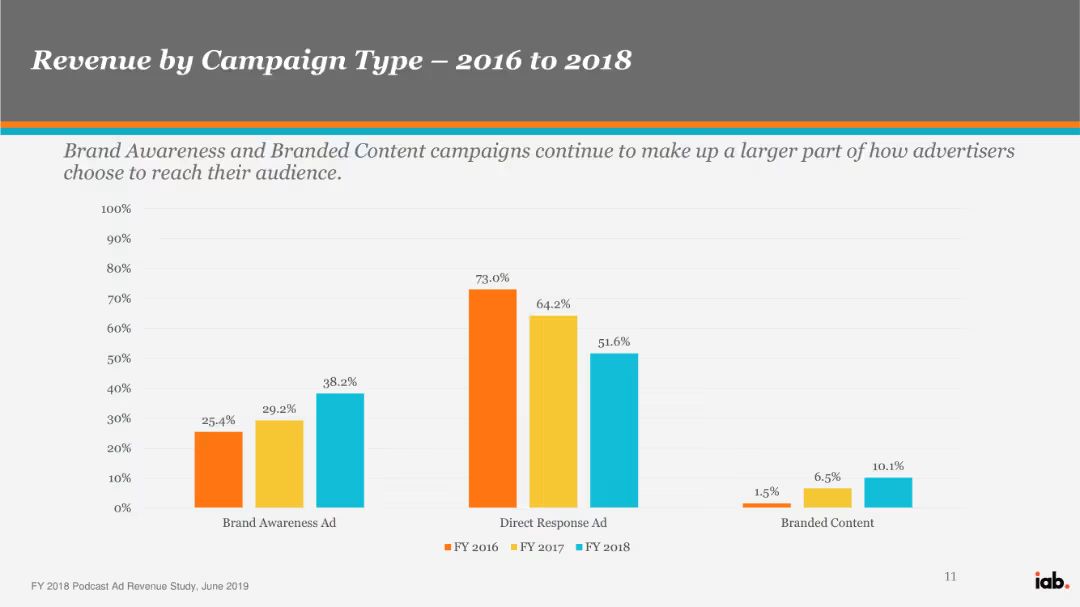 Revenue by Campaign Type – 2016 to 2018
Brand Awareness and Branded Content campaigns continue to make up a larger part of how advertisers
choose to reach their audience.
100%
90%
80%
70%
60%
50%
40%
30%
20%
10%
0%
25.4%
29.2%
38.2%
73.0%
64.2%
51.6%
1.5%
6.5%
10.1%
Brand Awareness Ad
Direct Response Ad
Branded Content
FY 2016 FY 2017 FY 2018
FY 2018 Podcast Ad Revenue Study, June 2019
11
iab.